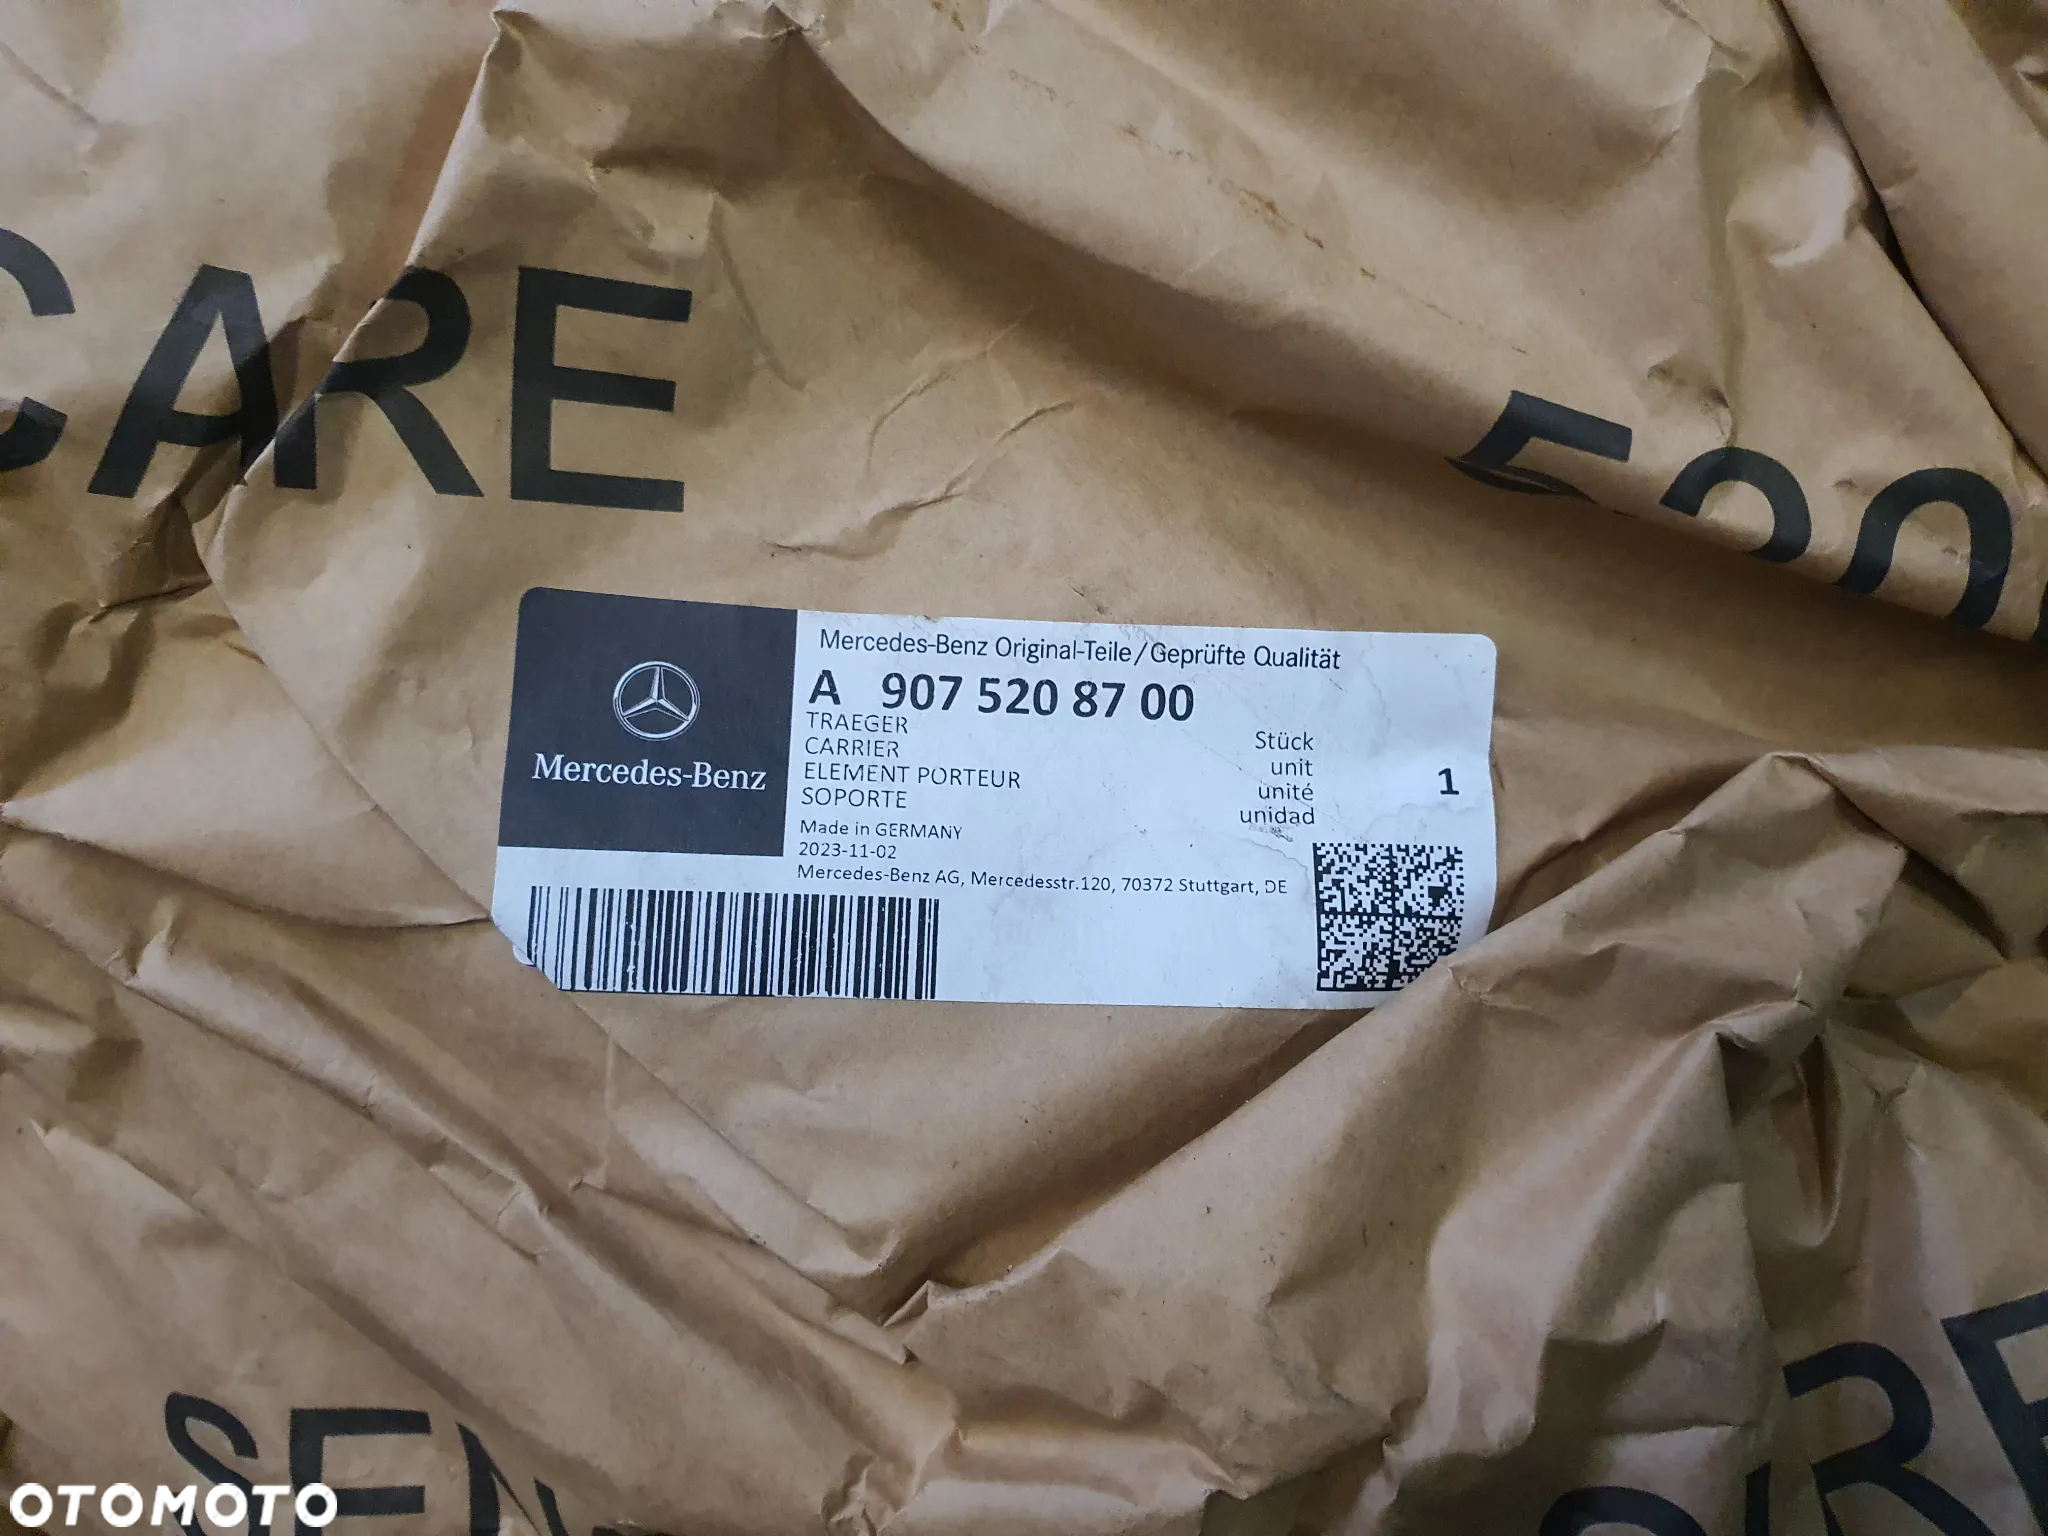 CARE
500
Mercedes-Benz
Mercedes-Benz Original-Teile/Geprüfte Qualität
A 907 520 87 00
TRAEGER
CARRIER
ELEMENT PORTEUR
SOPORTE
Stück
unit
unité
unidad
1
Made in GERMANY
2023-11-02
Mercedes-Benz AG, Mercedesstr.120, 70372 Stuttgart, DE
SEN
OTOMOTO